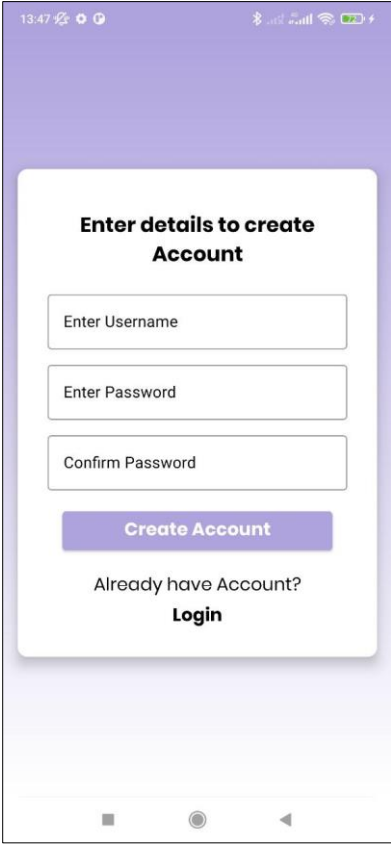 13:47
Enter details to create
Account
Enter Username
Enter Password
Confirm Password
Create Account
Already have Account?
Login